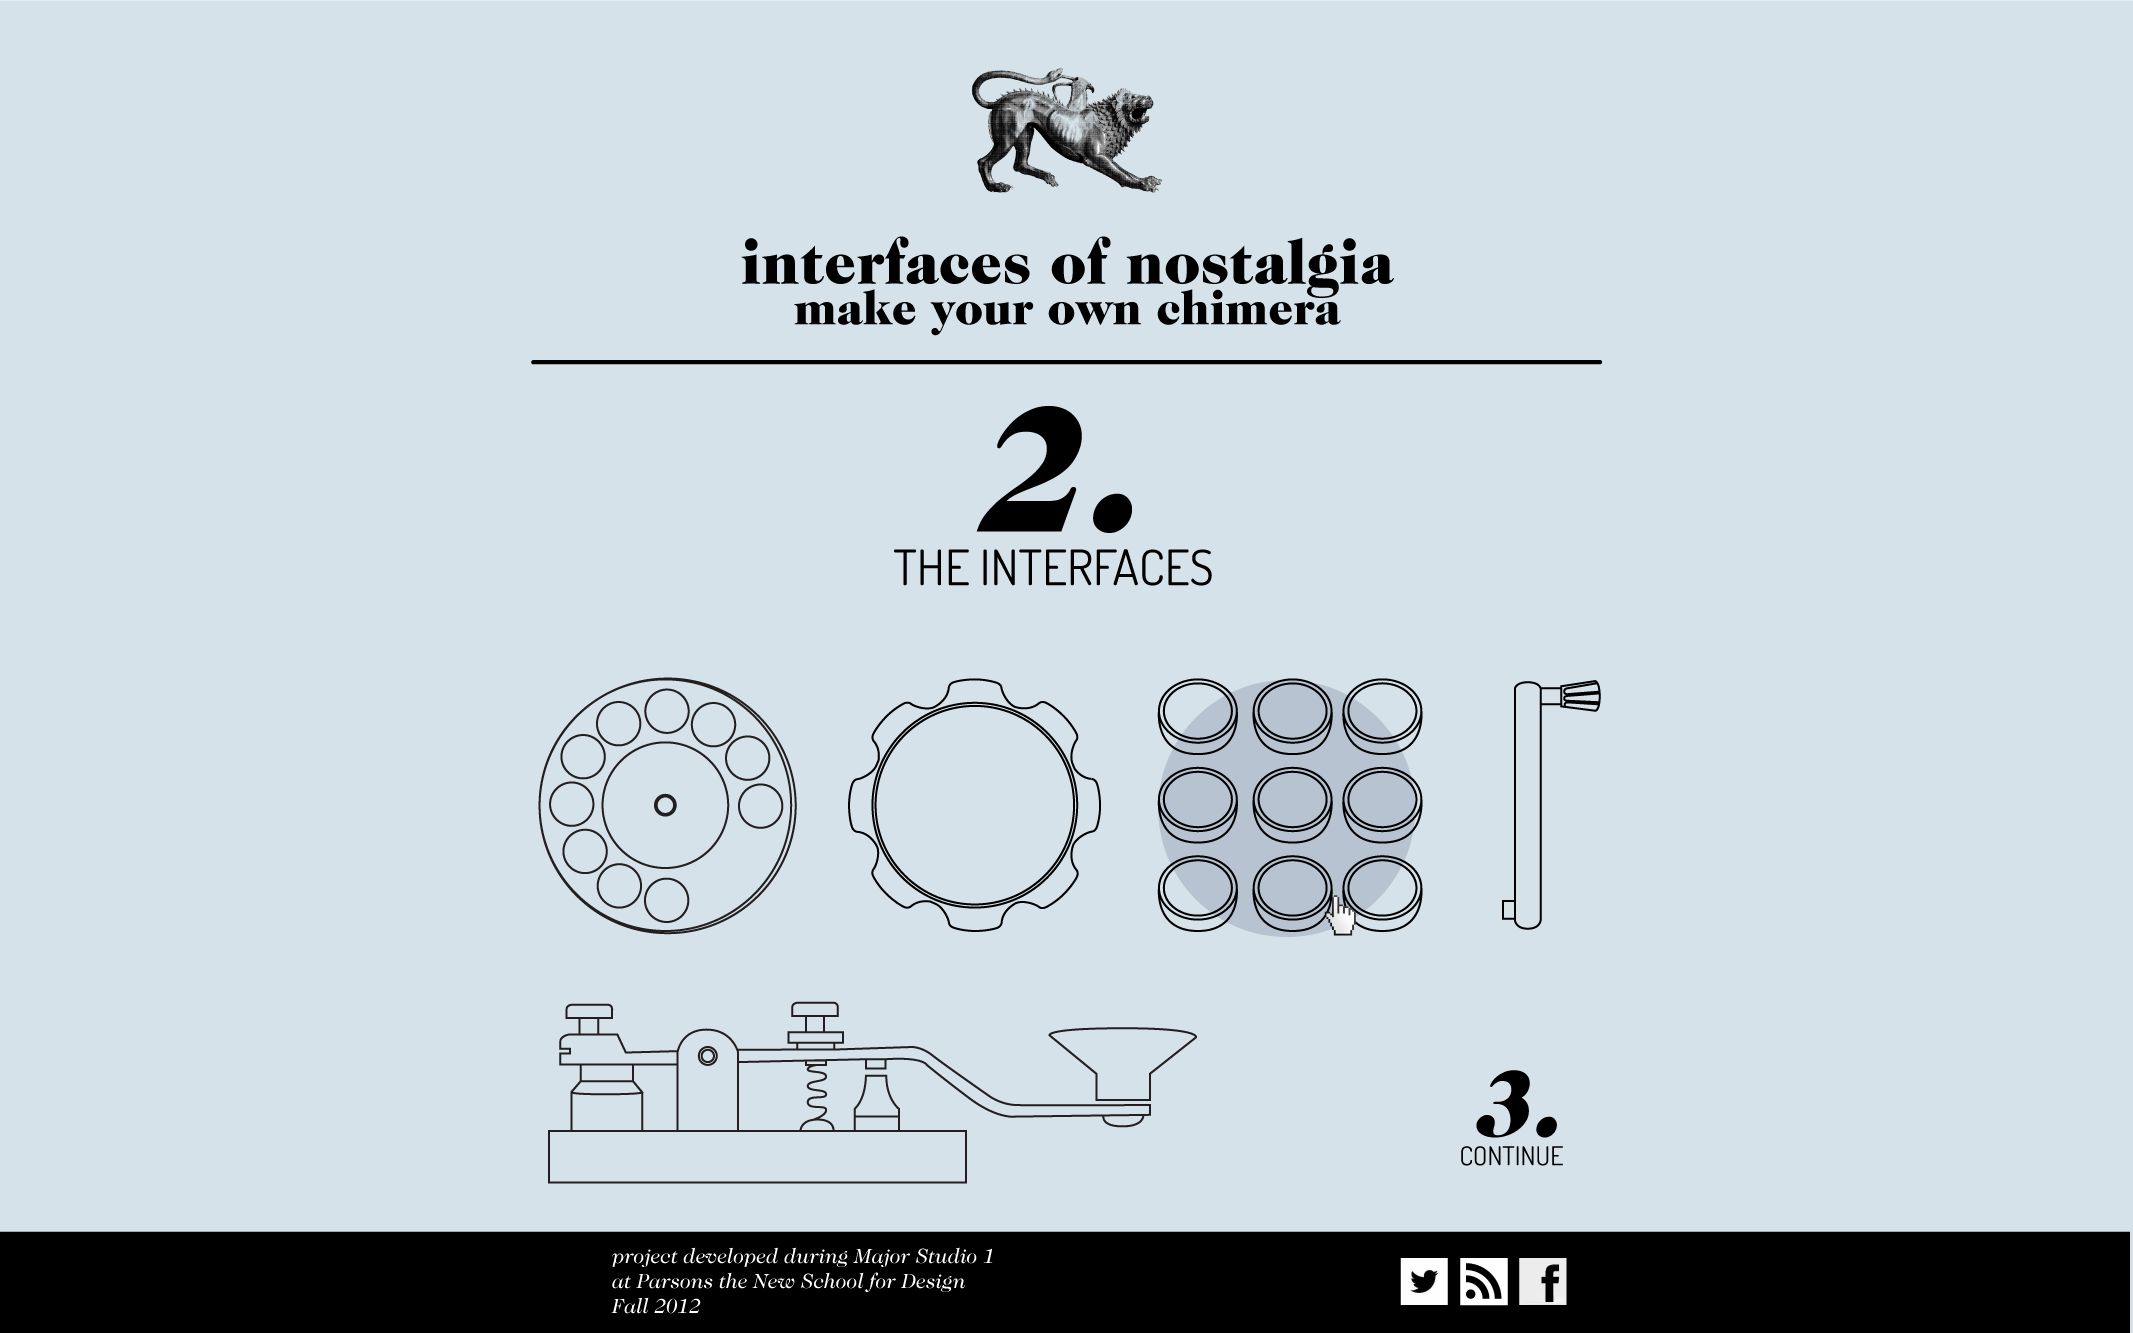 interfaces of nostalgia
make your own chimera
2.
THE INTERFACES
3.
CONTINUE
project developed during Major Studio 1
at Parsons the New School for Design
Fall 2012